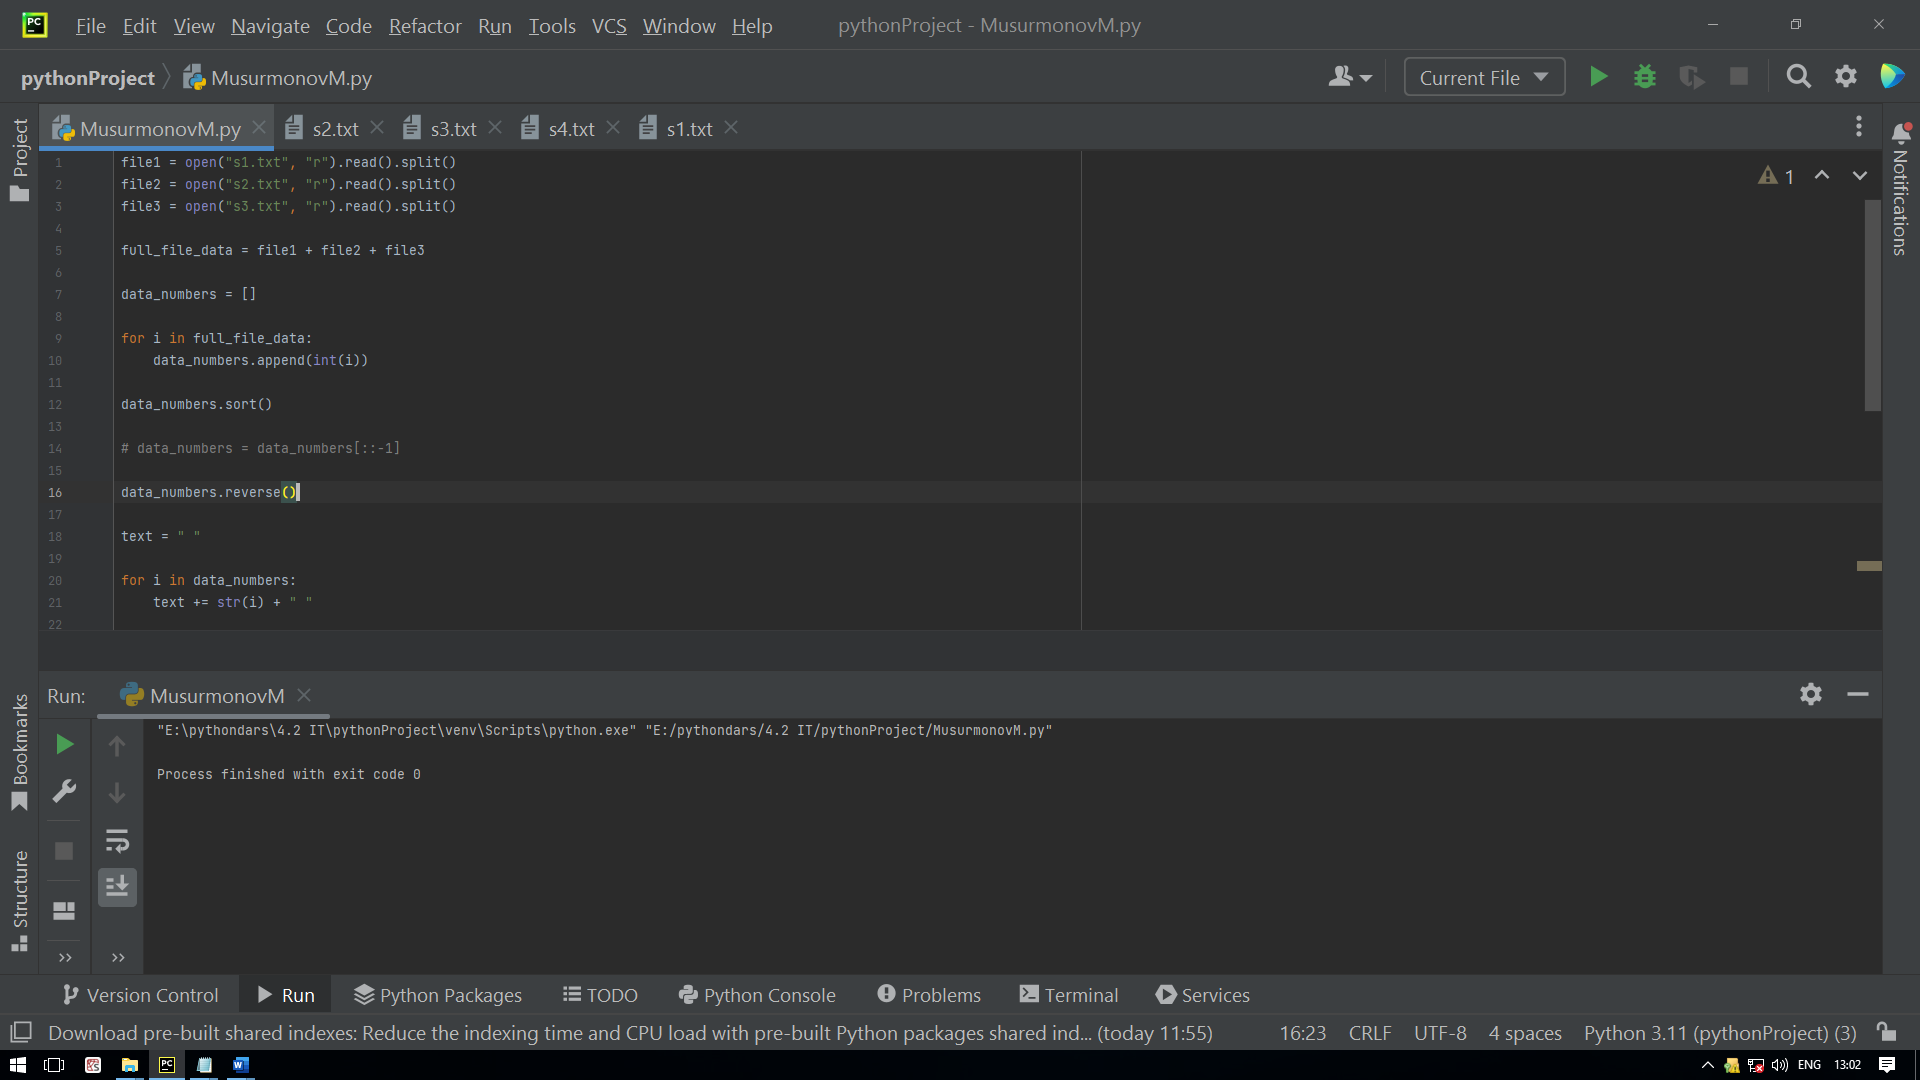 PC File Edit View Navigate Code Refactor Run Tools VCS Window Help pythonProject - MusurmonovM.py
pythonProject MusurmonovM.py Current File
Project
MusurmonovM.py s2.txt s3.txt s4.txt s1.txt
Notifications
1
1 file1 = open("s1.txt", "r").read().split()
2 file2 = open("s2.txt", "r").read().split()
3 file3 = open("s3.txt", "r").read().split()
4
5 full_file_data = file1 + file2 + file3
6
7 data_numbers = []
8
9 for i in full_file_data:
10 data_numbers.append(int(i))
11
12 data_numbers.sort()
13
14 # data_numbers = data_numbers[::-1]
15
16 data_numbers.reverse()
17
18 text = " "
19
20 for i in data_numbers:
21 text += str(i) + " "
22
Bookmarks
Structure
Run: MusurmonovM
"E:\pythondars\4.2 IT\pythonProject\venv\Scripts\python.exe" "E:/pythondars/4.2 IT/pythonProject/MusurmonovM.py"
Process finished with exit code 0
Version Control Run Python Packages TODO Python Console Problems Terminal Services
Download pre-built shared indexes: Reduce the indexing time and CPU load with pre-built Python packages shared ind... (today 11:55) 16:23 CRLF UTF-8 4 spaces Python 3.11 (pythonProject) (3)
PC W ENG 13:02